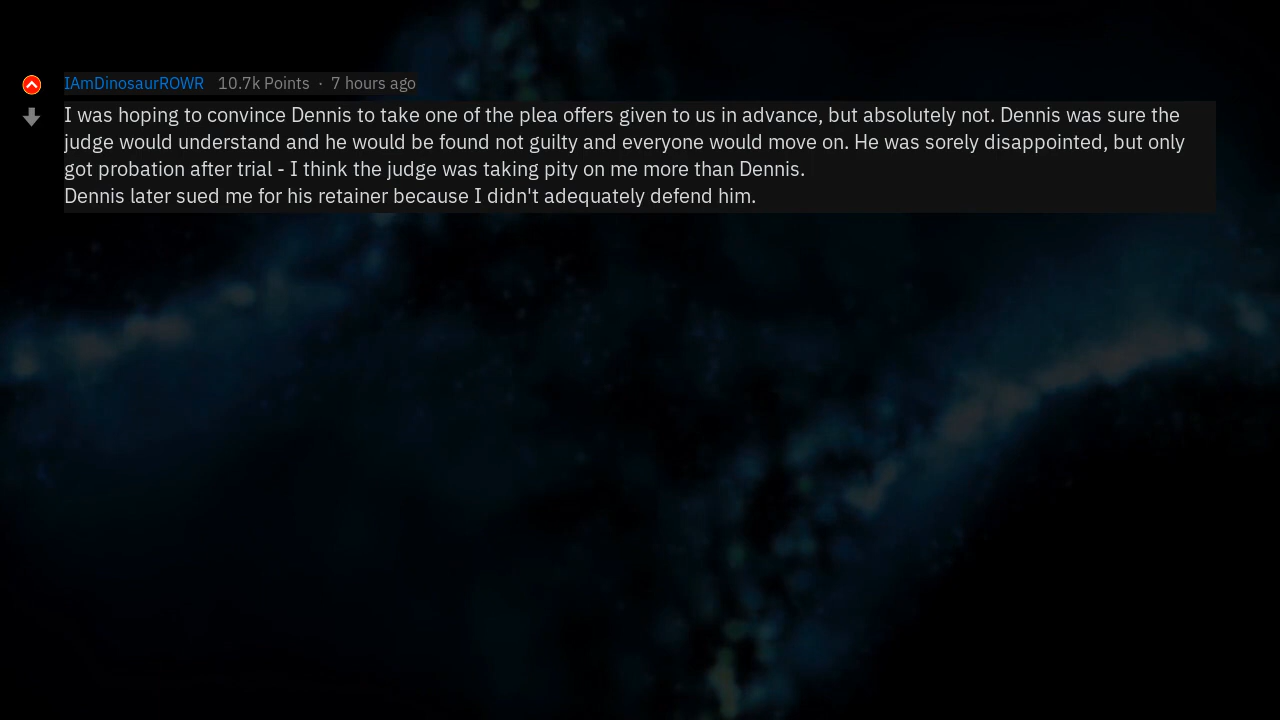 IAmDinosaurROWR 10.7k Points · 7 hours ago
I was hoping to convince Dennis to take one of the plea offers given to us in advance, but absolutely not. Dennis was sure the
judge would understand and he would be found not guilty and everyone would move on. He was sorely disappointed, but only
got probation after trial - I think the judge was taking pity on me more than Dennis.
Dennis later sued me for his retainer because I didn't adequately defend him.